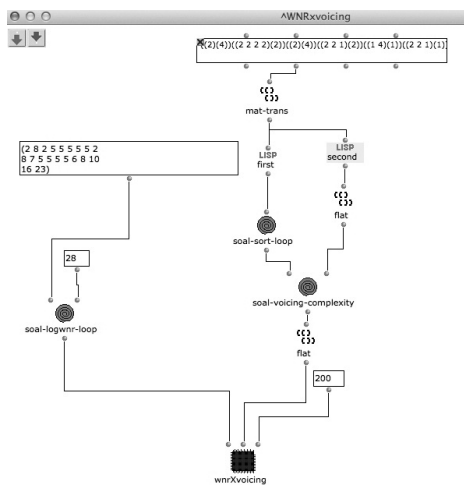 ^WNRxvoicing
((2)(4))((2 2 2 2)(2))((2)(4))((2 2 1)(2))((1 4)(1))((2 2 1)(1))
mat-trans
LISP
first
LISP
second
flat
(2 8 2 5 5 5 5 5 5 2
8 7 5 5 5 5 6 8 10
16 23)
soal-sort-loop
28
soal-voicing-complexity
soal-logwnr-loop
flat
200
wnrXvoicing